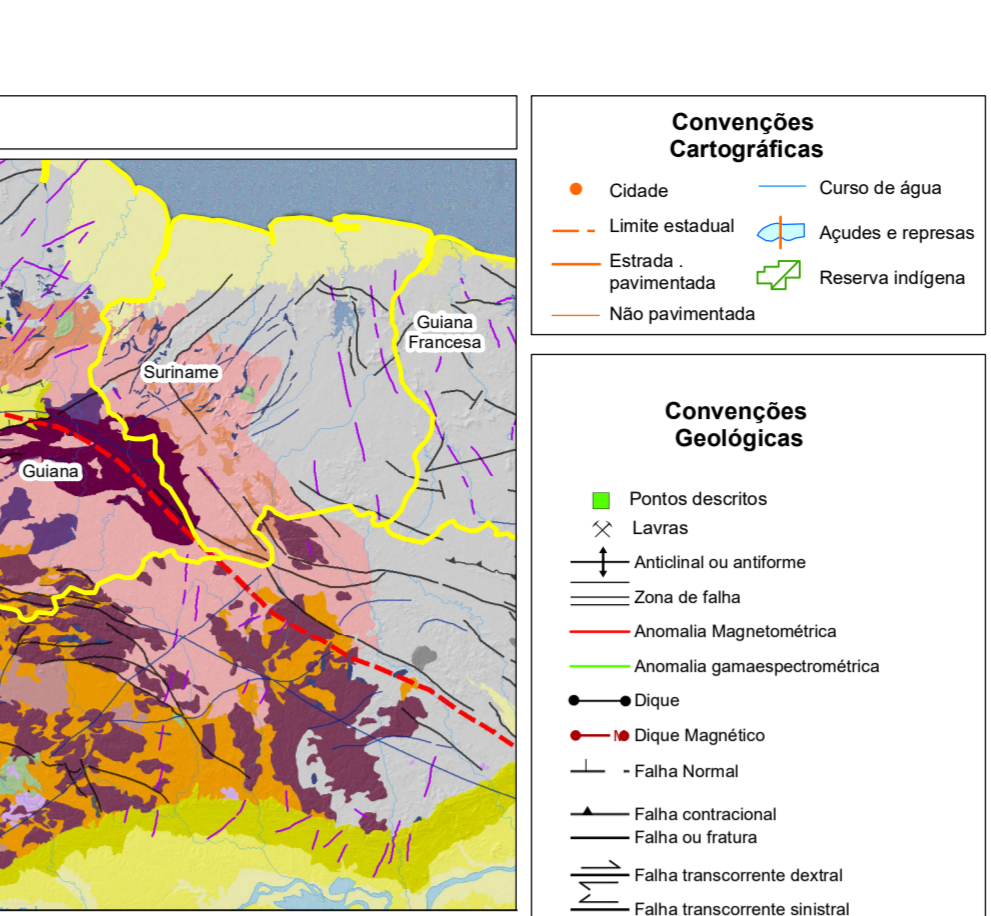 Convenções
Cartográficas
Cidade
Curso de água
Limite estadual
Açudes e represas
Estrada .
pavimentada
Reserva indígena
Não pavimentada
Guiana
Francesa
Suriname
Guiana
Convenções
Geológicas
Pontos descritos
Lavras
Anticlinal ou antiforme
Zona de falha
Anomalia Magnetométrica
Anomalia gamaespectrométrica
Dique
M Dique Magnético
Falha Normal
Falha contracional
Falha ou fratura
Falha transcorrente dextral
Falha transcorrente sinistral